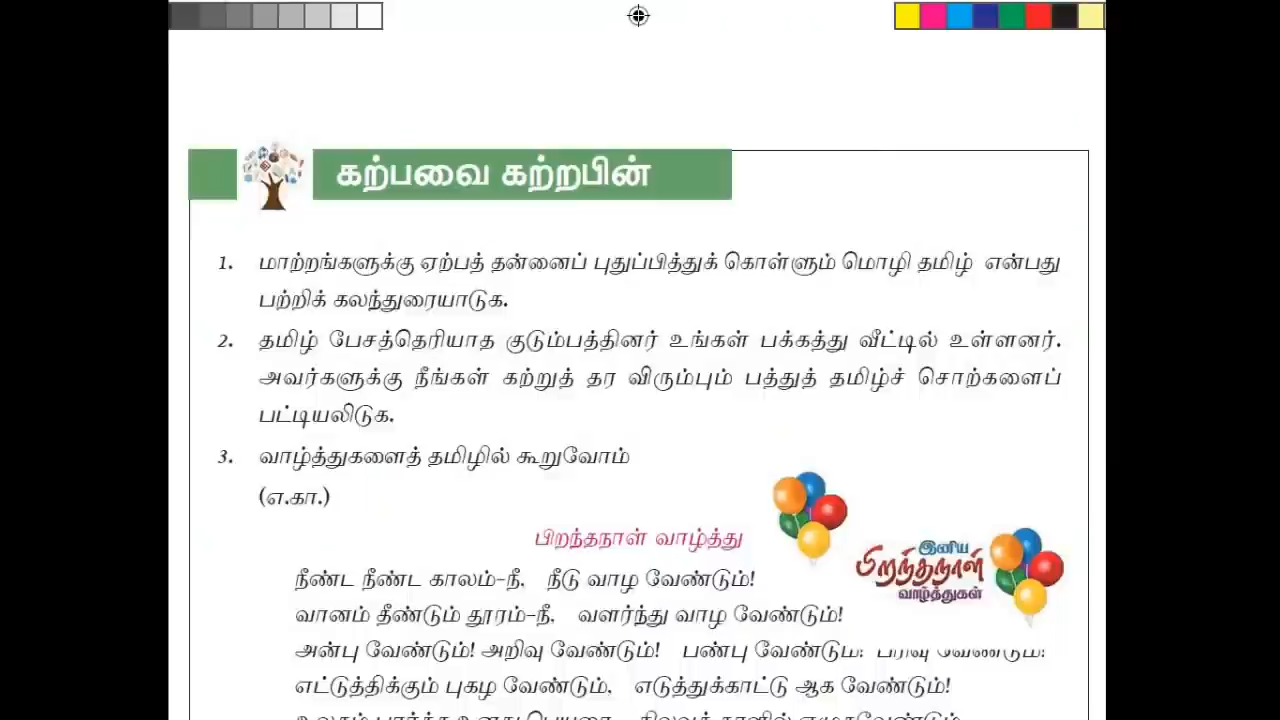 கற்பவை கற்றபின்
1. மாற்றங்களுக்கு ஏற்பத் தன்னைப் புதுப்பித்துக் கொள்ளும் மொழி தமிழ் என்பது
பற்றிக் கலந்துரையாடுக.
2. தமிழ் பேசத்தெரியாத குடும்பத்தினர் உங்கள் பக்கத்து வீட்டில் உள்ளனர்.
அவர்களுக்கு நீங்கள் கற்றுத் தர விரும்பும் பத்துத் தமிழ்ச் சொற்களைப்
பட்டியலிடுக.
3. வாழ்த்துகளைத் தமிழில் கூறுவோம்
(எ.கா.)
பிறந்தநாள் வாழ்த்து
இனிய
பிறந்தநாள்
வாழ்த்துகள்
நீண்ட நீண்ட காலம்-நீ, நீடு வாழ வேண்டும்!
வானம் தீண்டும் தூரம்-நீ, வளர்ந்து வாழ வேண்டும்!
அன்பு வேண்டும்! அறிவு வேண்டும்! பண்பு வேண்டும்! பரிவு வேண்டும்!
எட்டுத்திக்கும் புகழ வேண்டும், எடுத்துக்காட்டு ஆக வேண்டும்!